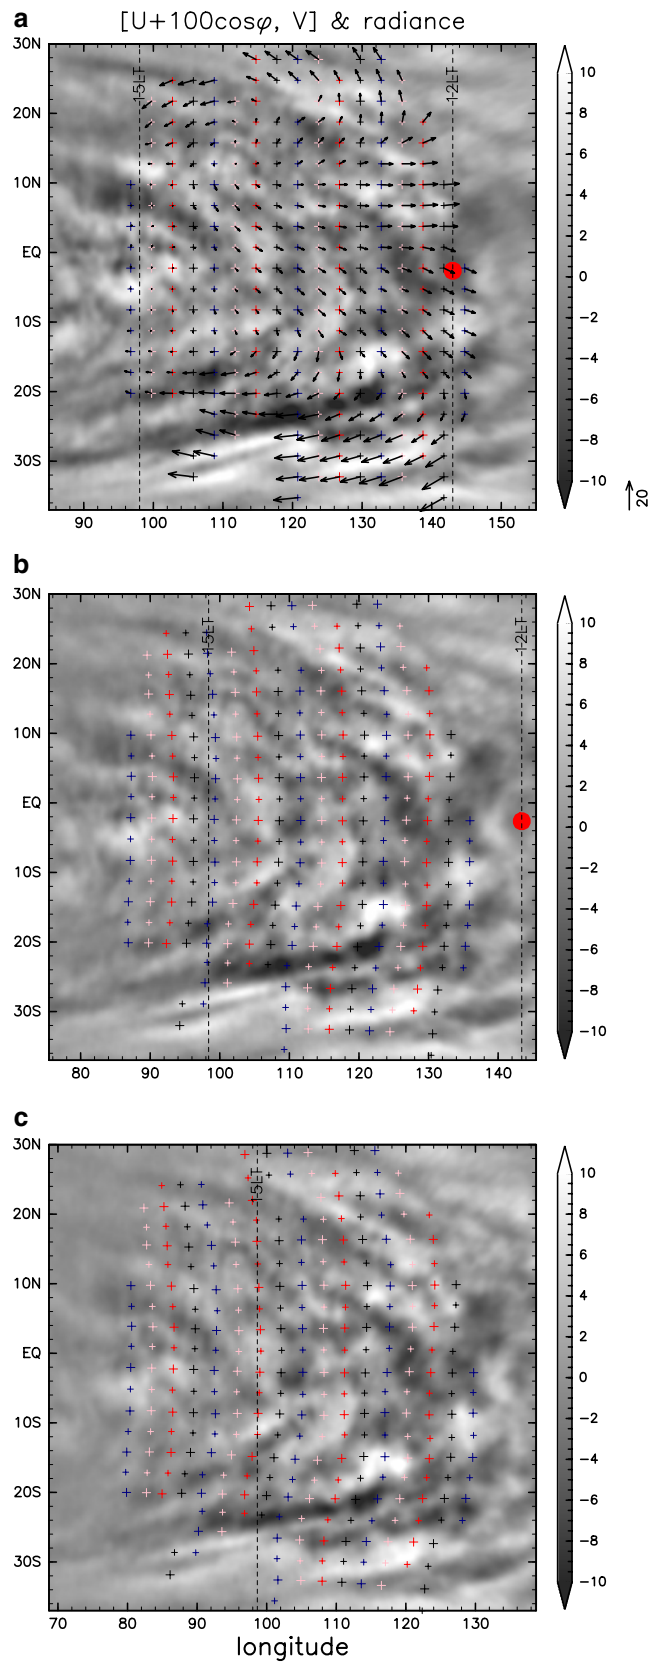 a
[U+100cosφ, V] & radiance
30N
20N
10N
EQ
10S
20S
30S
15LT
12LT
90 100 110 120 130 140 150
10
8
6
4
2
0
−2
−4
−6
−8
−10
20
b
30N
20N
10N
EQ
10S
20S
30S
15LT
12LT
80 90 100 110 120 130 140
10
8
6
4
2
0
−2
−4
−6
−8
−10
c
30N
20N
10N
EQ
10S
20S
30S
15LT
70 80 90 100 110 120 130
10
8
6
4
2
0
−2
−4
−6
−8
−10
longitude